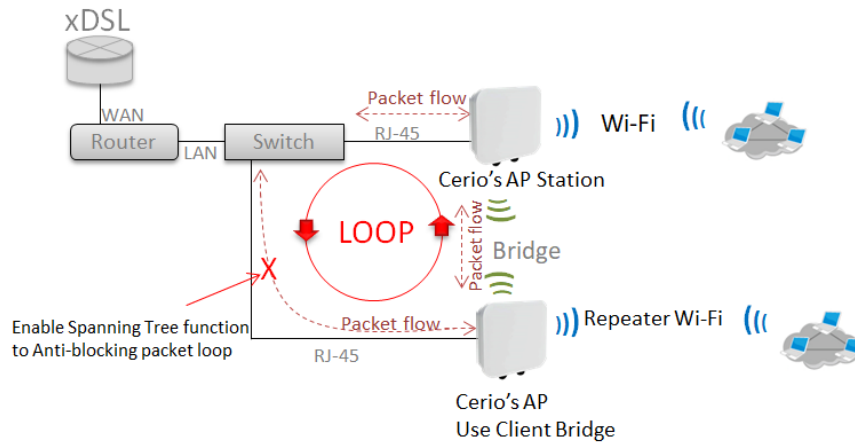 xDSL
WAN
Router
LAN
Switch
Packet flow
RJ-45
Wi-Fi
Cerio's AP Station
LOOP
Packet flow
Bridge
X
Enable Spanning Tree function
to Anti-blocking packet loop
Packet flow
RJ-45
Repeater Wi-Fi
Cerio's AP
Use Client Bridge